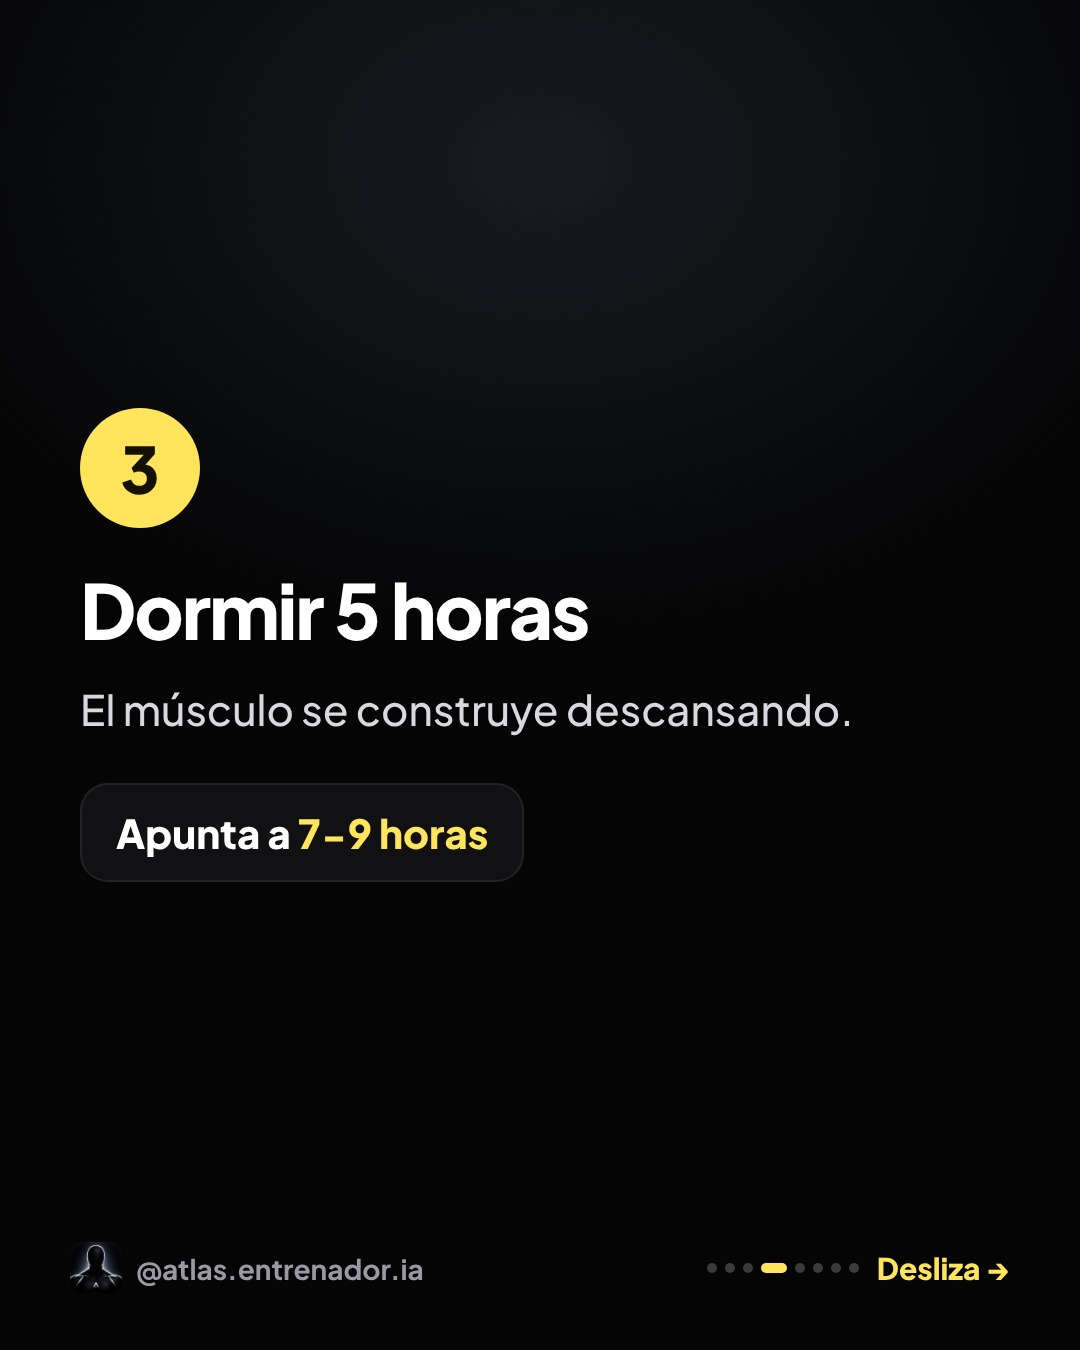 3
Dormir 5 horas
El músculo se construye descansando.
Apunta a 7–9 horas
@atlas.entrenador.ia
Desliza →